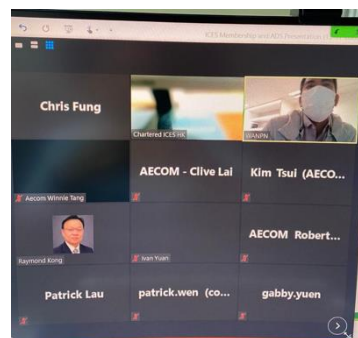 ICES Membership and AES Presentation
Chris Fung
Chartered ICES HK
WANPN
Aecom Winnie Tang
AECOM - Clive Lai
Kim Tsui (AECO...
Raymond Kong
Ivan Yuan
AECOM Robert...
Patrick Lau
patrick.wen (co...
gabby.yuen